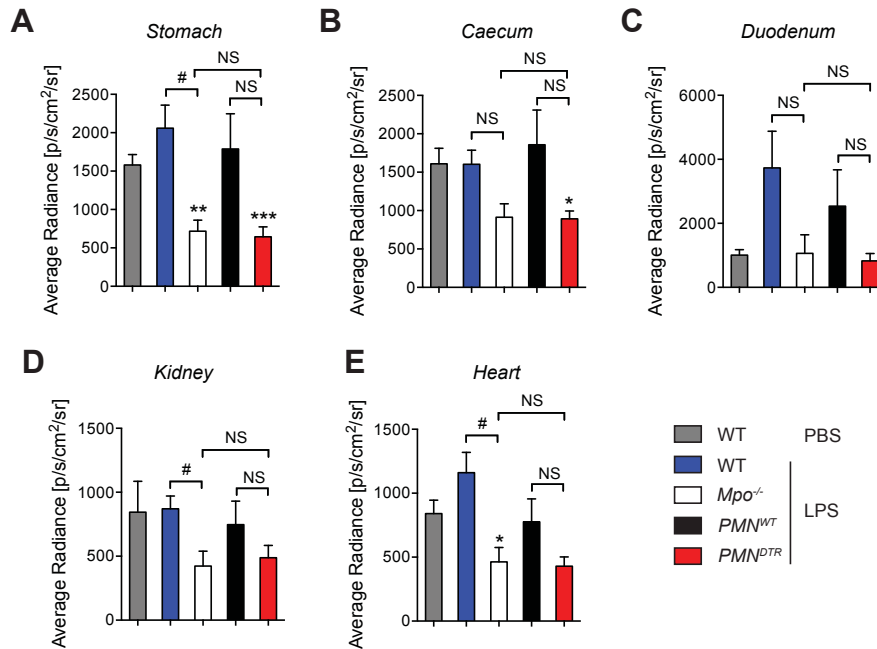 A
Stomach
Average Radiance [p/s/cm²/sr]
2500
2000
1500
1000
500
0
#
NS
NS
**
***
B
Caecum
Average Radiance [p/s/cm²/sr]
2500
2000
1500
1000
500
0
NS
NS
NS
*
C
Duodenum
Average Radiance [p/s/cm²/sr]
6000
4000
2000
0
NS
NS
NS
D
Kidney
Average Radiance [p/s/cm²/sr]
1500
1000
500
0
#
NS
NS
E
Heart
Average Radiance [p/s/cm²/sr]
1500
1000
500
0
#
NS
NS
*
WT PBS
WT
Mpo⁻/⁻
PMNᵂᵀ
LPS
PMNᴰᵀᴿ